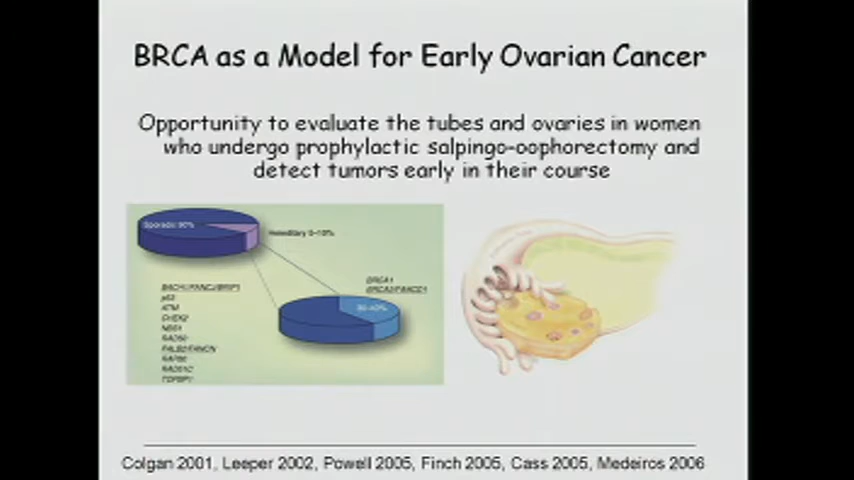 BRCA as a Model for Early Ovarian Cancer
Opportunity to evaluate the tubes and ovaries in women
who undergo prophylactic salpingo-oophorectomy and
detect tumors early in their course
Sporadic 90%
Hereditary 5–10%
BRCA1
BRCA2/FANCD1
p53
ATM
CHEK2
NBS1
RAD50
PALB2/FANCN
RAD51C
Colgan 2001, Leeper 2002, Powell 2005, Finch 2005, Cass 2005, Medeiros 2006